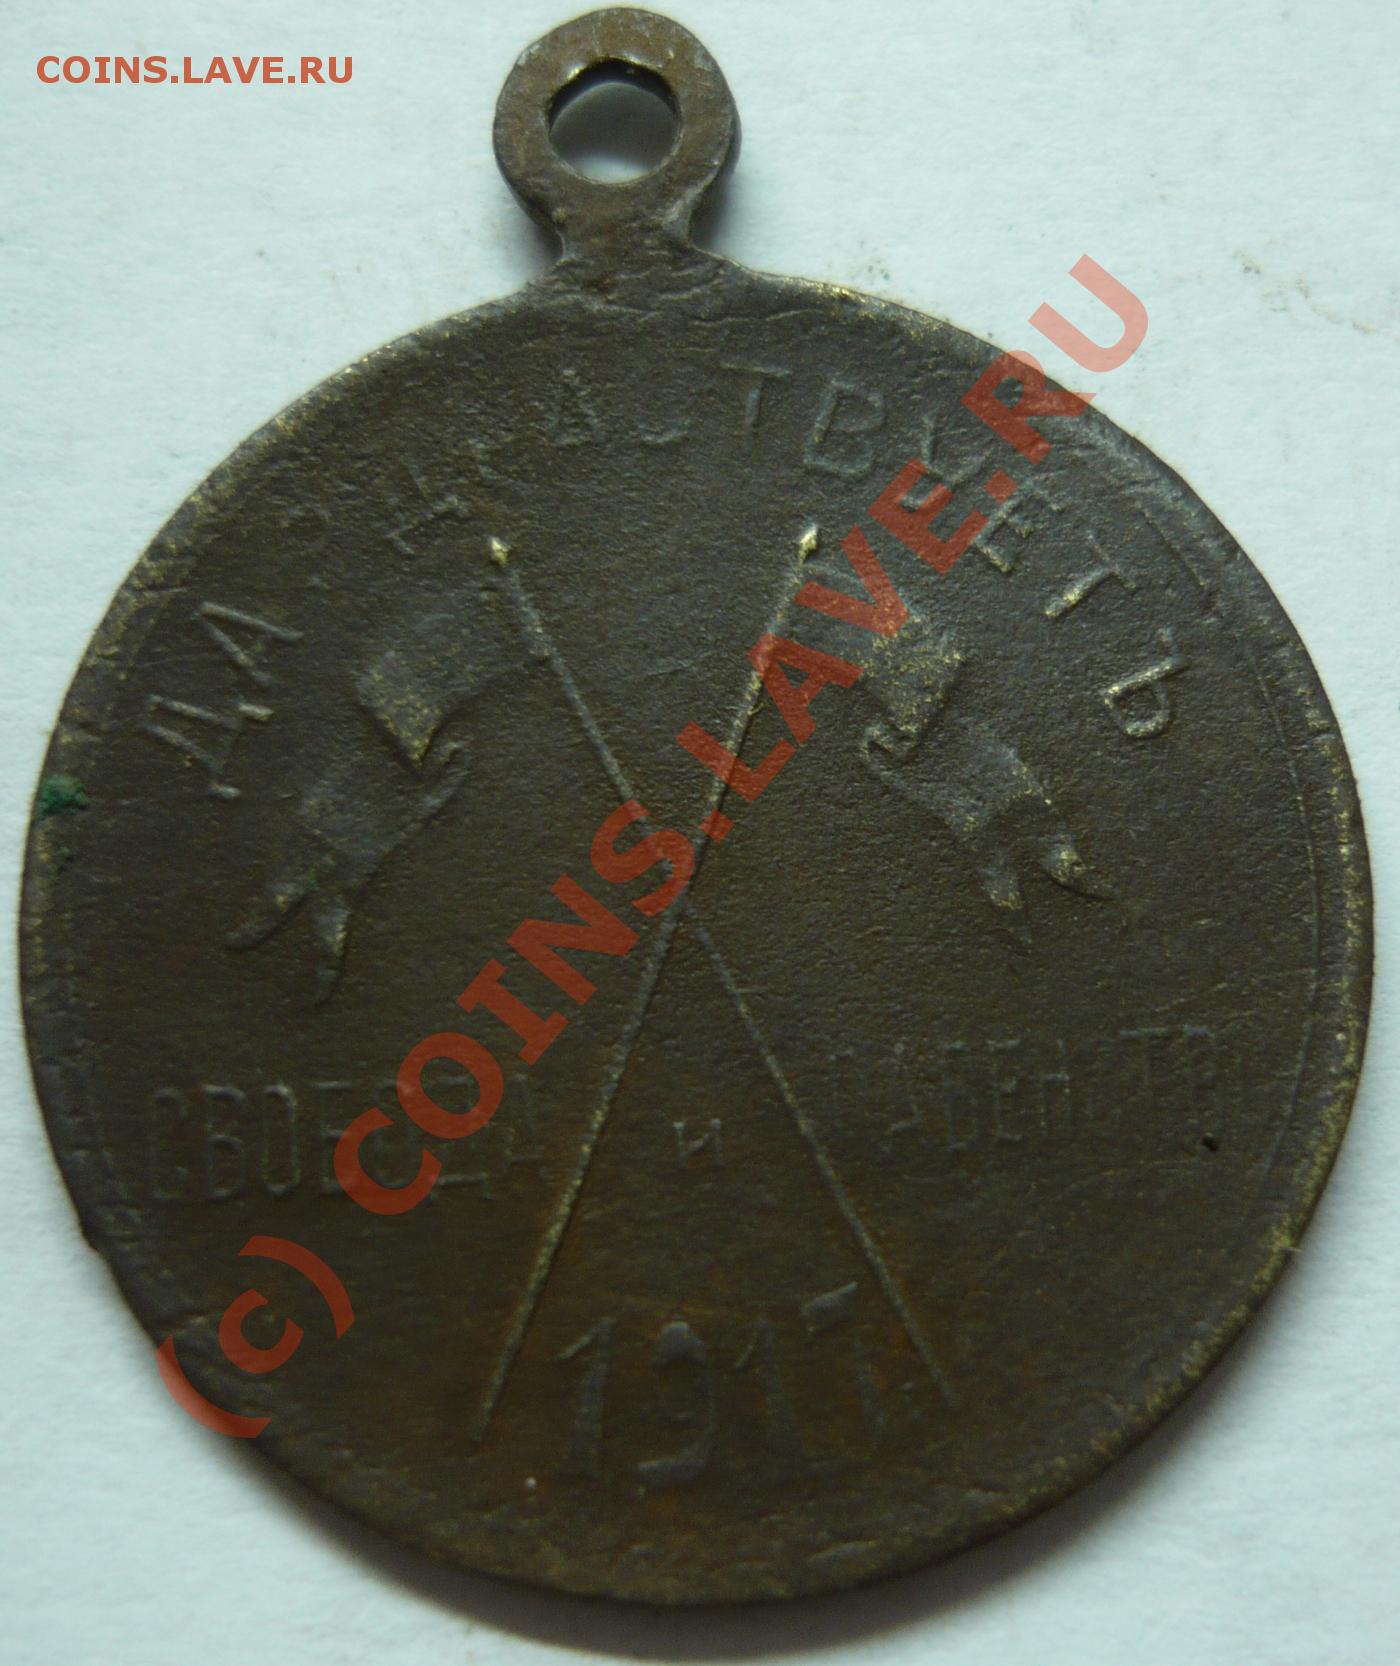 COINS.LAVE.RU
ДА ЗДРАВСТВУЕТЪ
СВОБОДА и РАВЕНСТВО
1917
(c) COINS.LAVE.RU